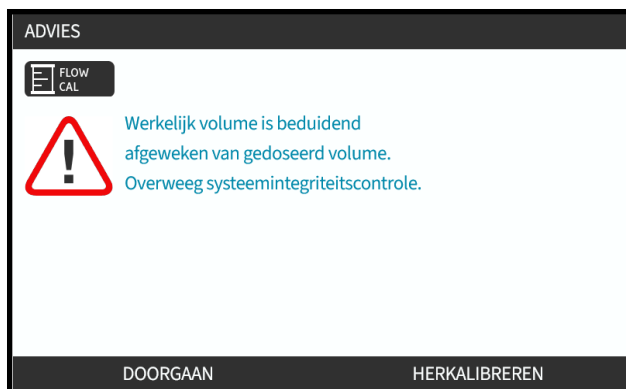 ADVIES
FLOW
CAL
Werkelijk volume is beduidend
afgeweken van gedoseerd volume.
Overweeg systeemintegriteitscontrole.
DOORGAAN HERKALIBREREN